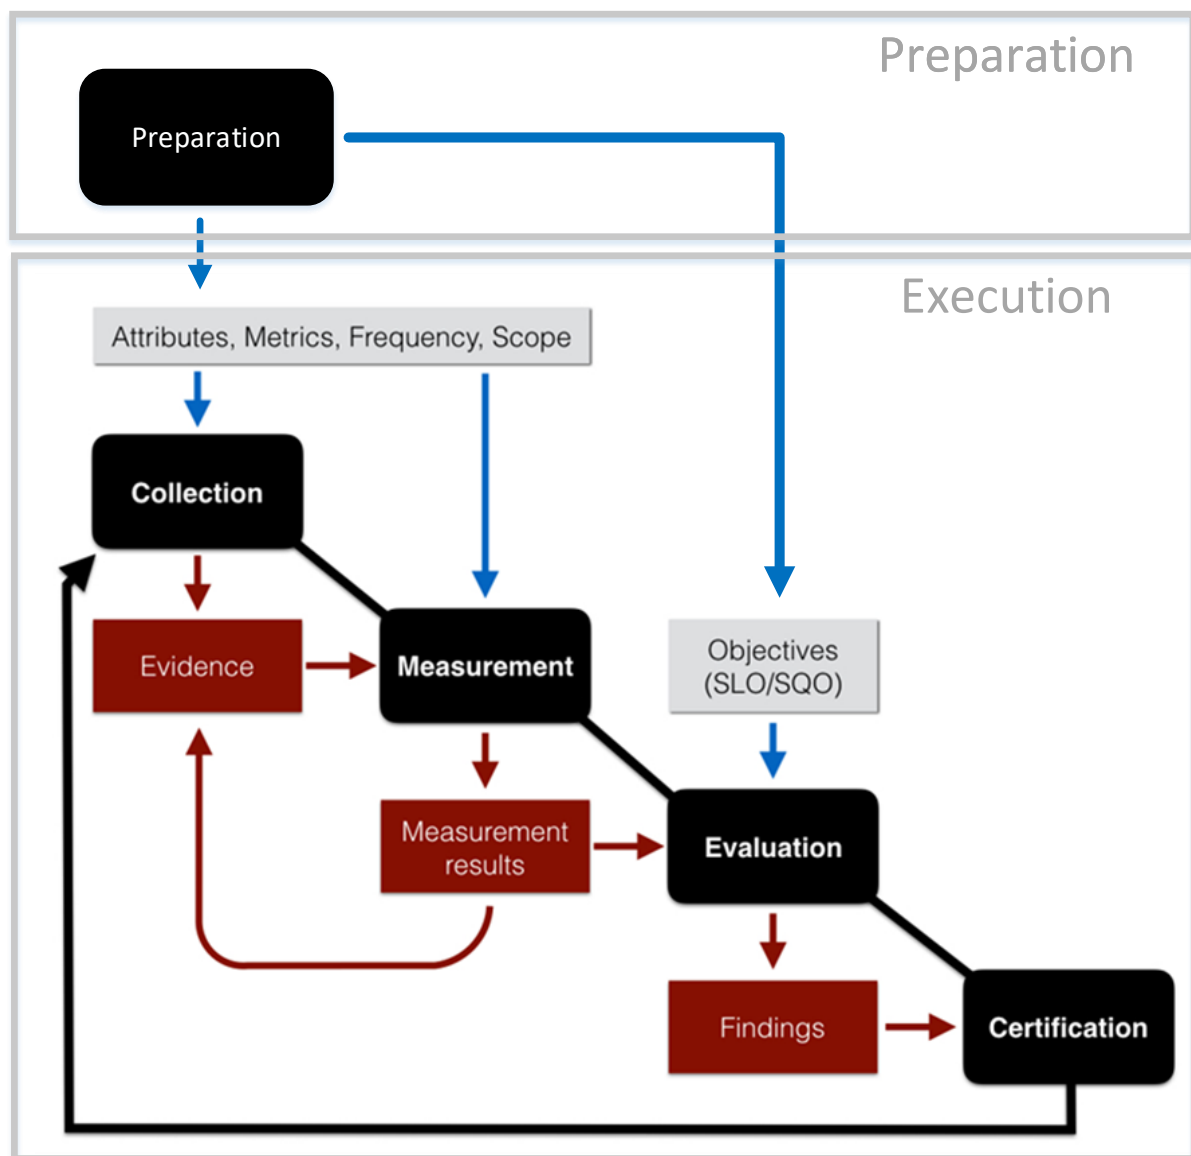 Preparation
Preparation
Execution
Attributes, Metrics, Frequency, Scope
Collection
Evidence
Measurement
Objectives
(SLO/SQO)
Measurement
results
Evaluation
Findings
Certification